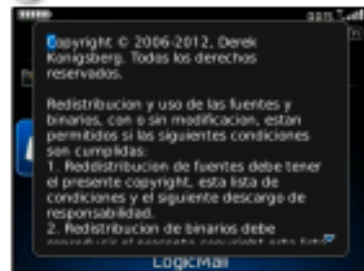 Copyright © 2006-2012, Derek
Konigsberg. Todos los derechos
reservados.
Redistribucion y uso de las fuentes y
binarios, con o sin modificacion, estan
permitidos si las siguientes condiciones
son cumplidas:
1. Reddistribucion de fuentes debe tener
el presente copyright, esta lista de
condiciones y el siguiente descargo de
responsabilidad.
2. Redistribucion de binarios debe
LogicMail